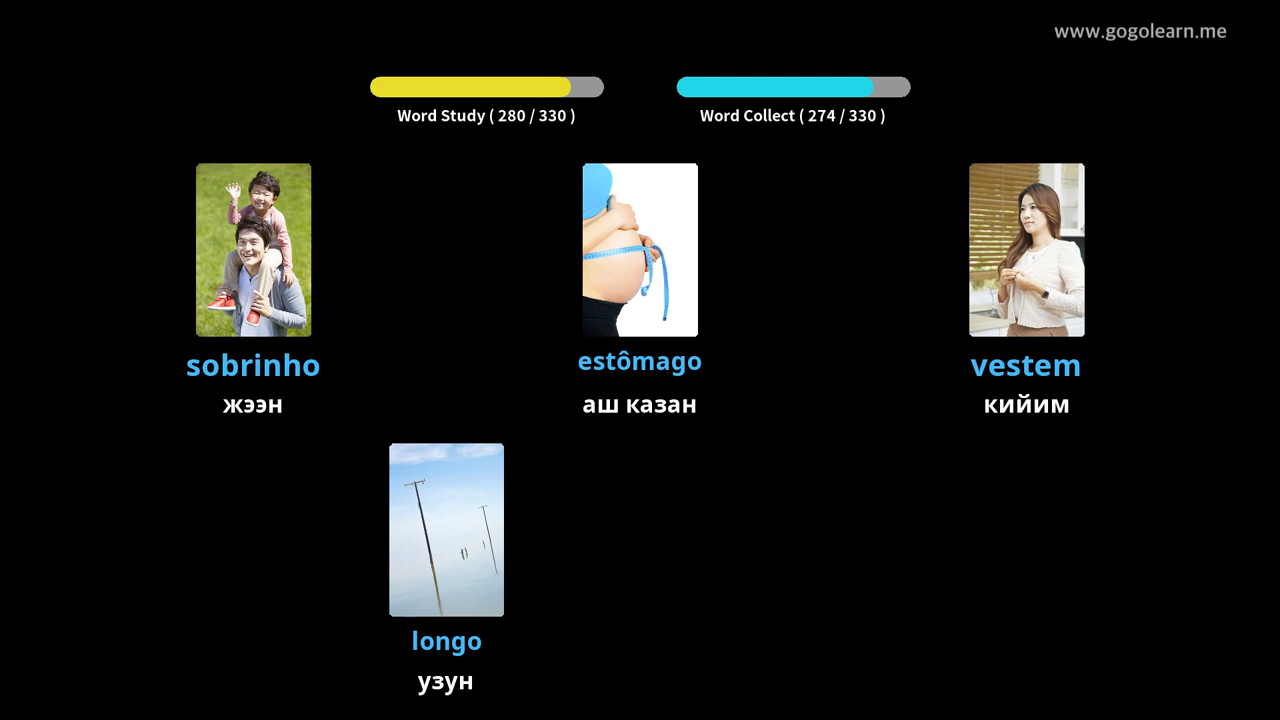 www.gogolearn.me
Word Study ( 280 / 330 )
Word Collect ( 274 / 330 )
sobrinho
жээн
estômago
аш казан
vestem
кийим
longo
узун